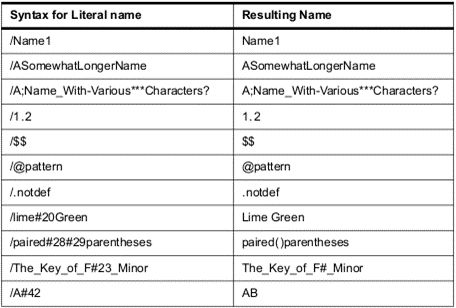 Syntax for Literal name Resulting Name
/Name1 Name1
/ASomewhatLongerName ASomewhatLongerName
/A;Name_With-Various***Characters? A;Name_With-Various***Characters?
/1.2 1.2
/$$ $$
/@pattern @pattern
/.notdef .notdef
/lime#20Green Lime Green
/paired#28#29parentheses paired()parentheses
/The_Key_of_F#23_Minor The_Key_of_F#_Minor
/A#42 AB